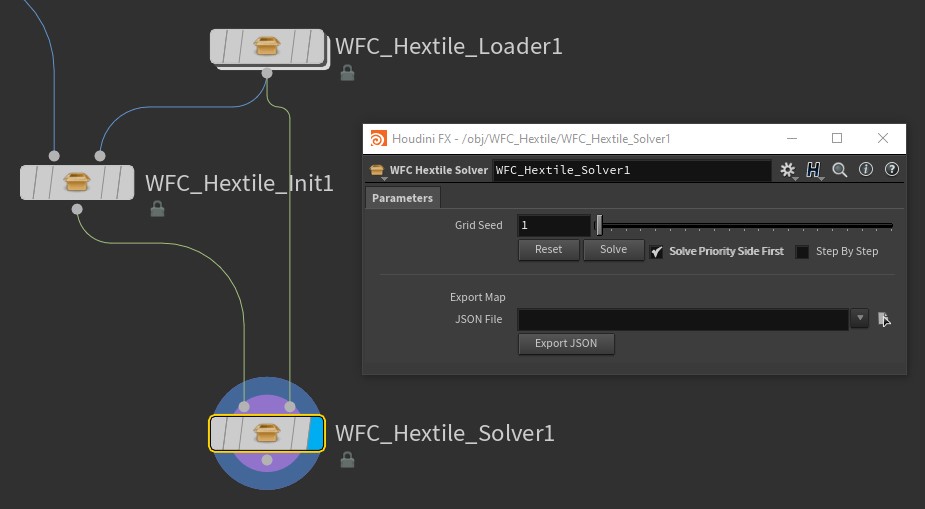 WFC_Hextile_Loader1
Houdini FX - /obj/WFC_Hextile/WFC_Hextile_Solver1
WFC Hextile Solver WFC_Hextile_Solver1
WFC_Hextile_Init1
Parameters
Grid Seed 1
Reset Solve Solve Priority Side First Step By Step
Export Map
JSON File
Export JSON
WFC_Hextile_Solver1